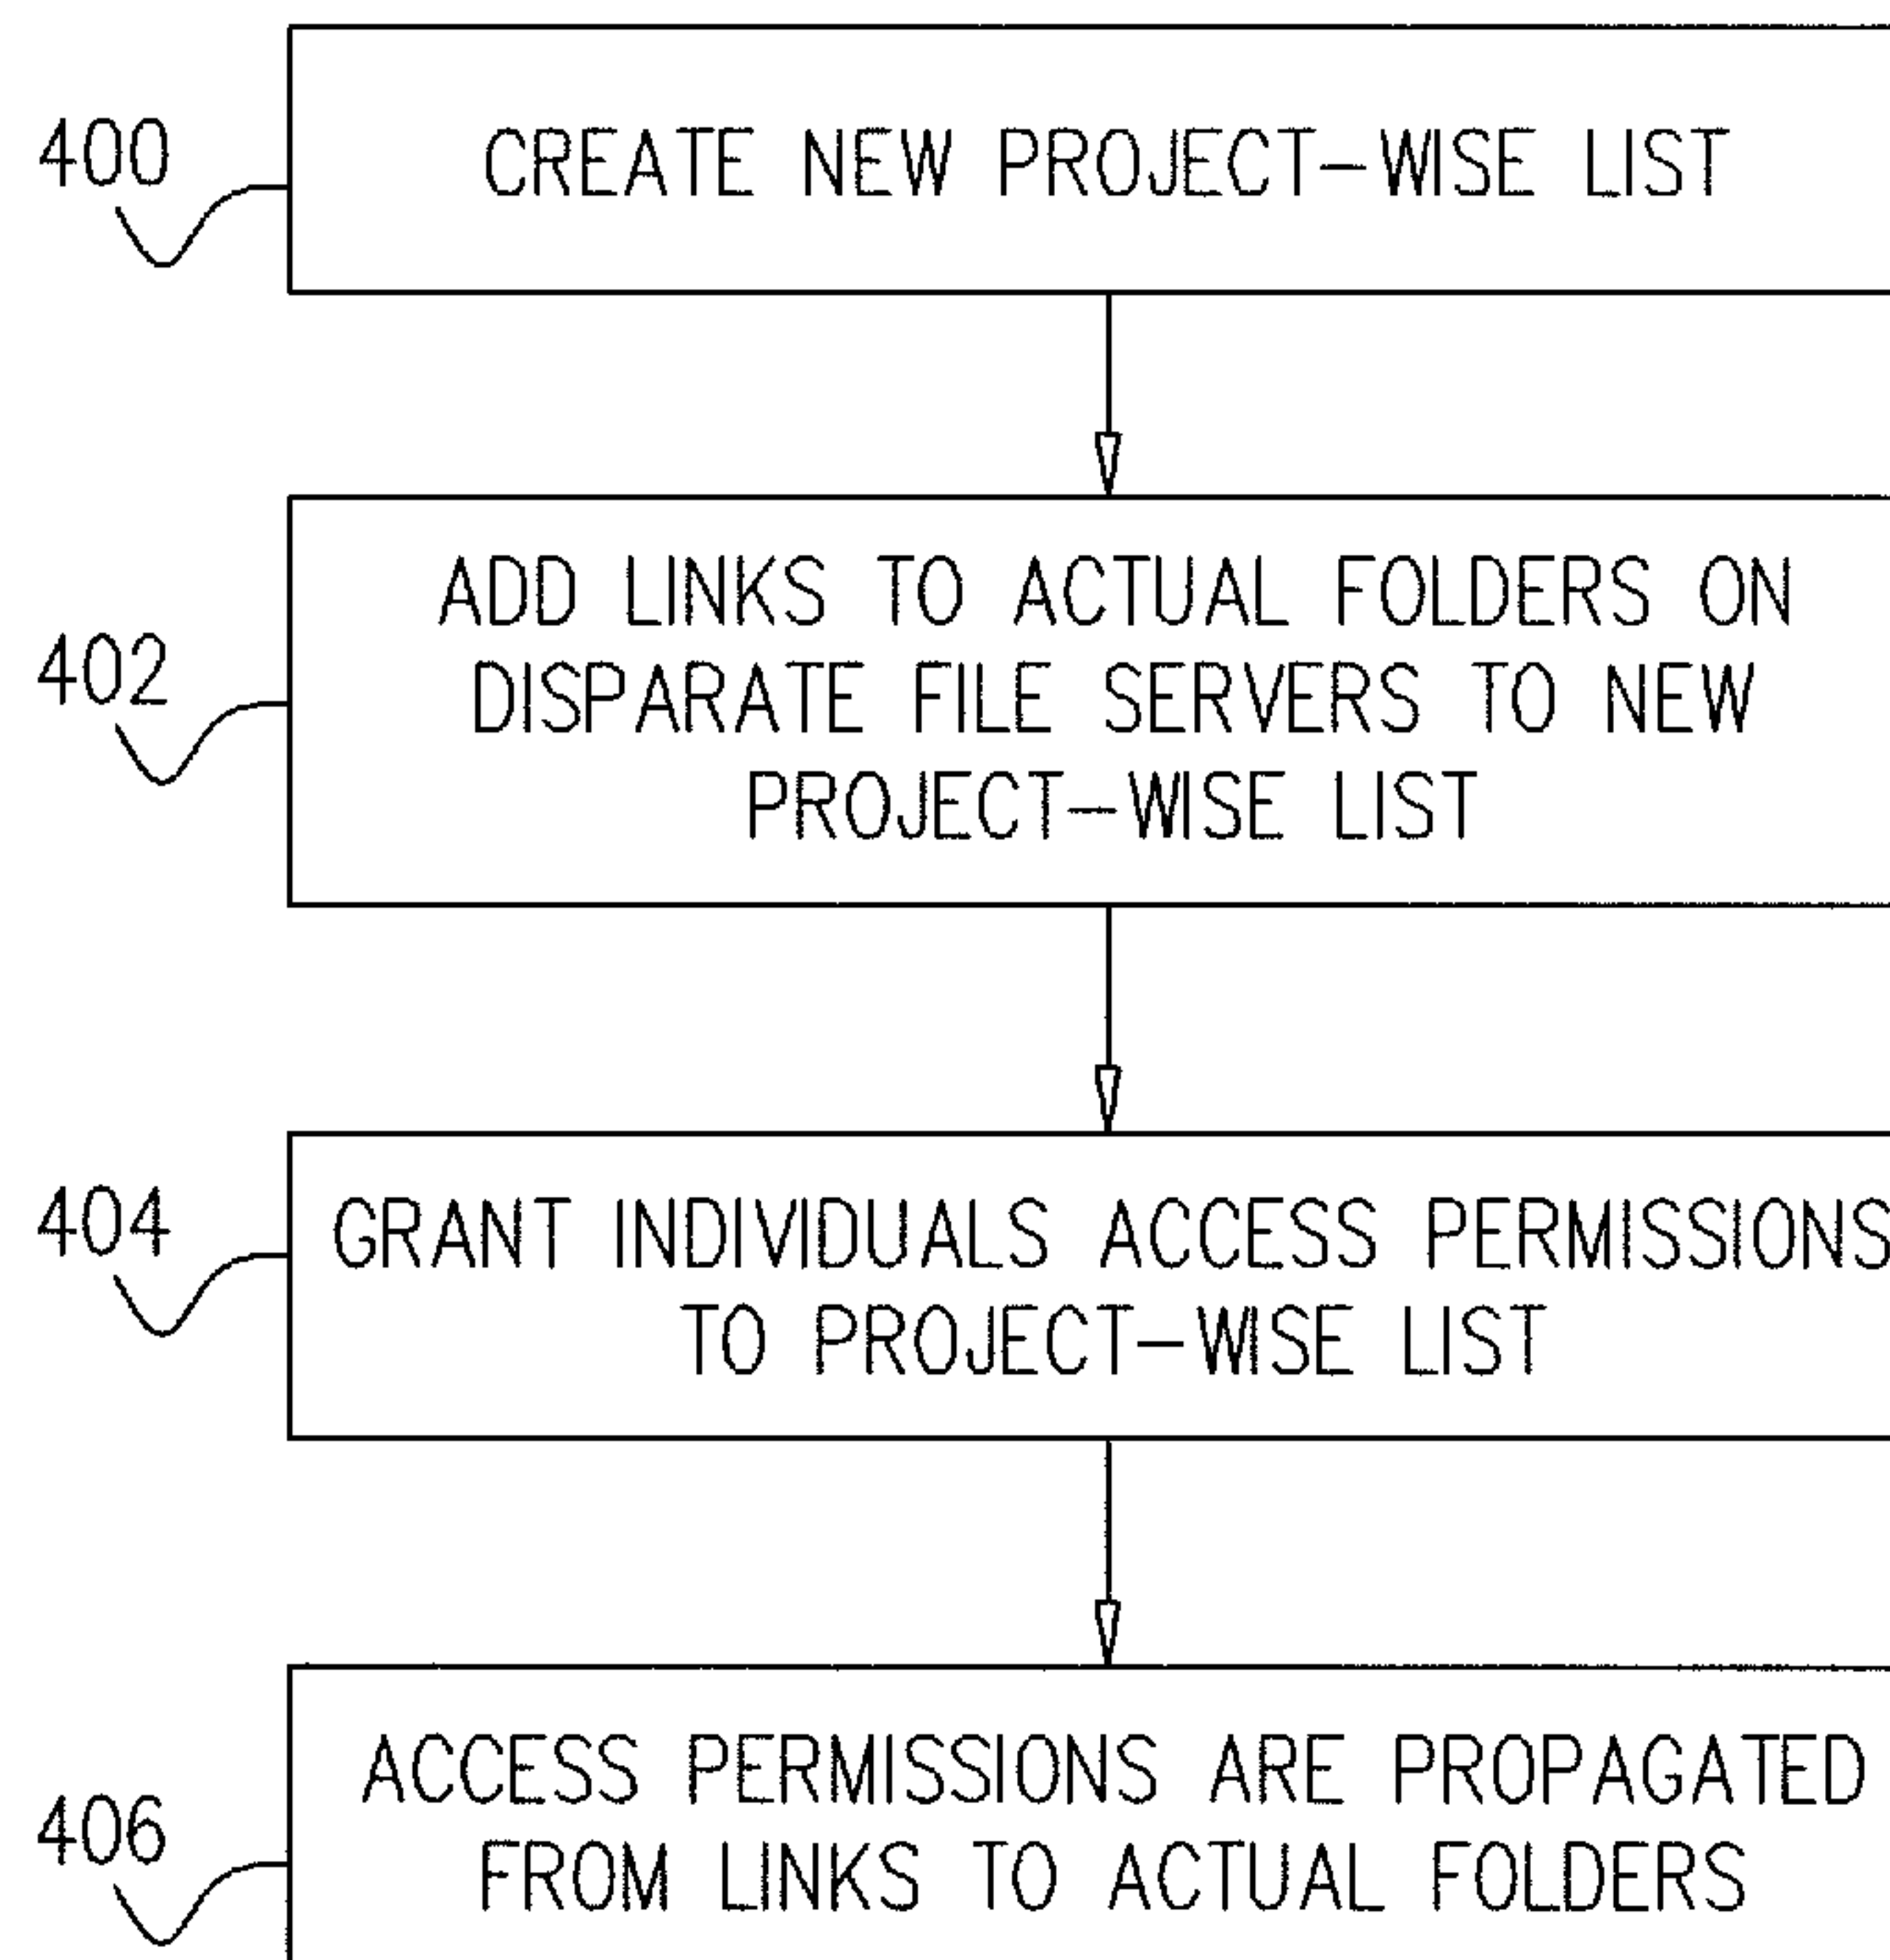 400
CREATE NEW PROJECT-WISE LIST
402
ADD LINKS TO ACTUAL FOLDERS ON
DISPARATE FILE SERVERS TO NEW
PROJECT-WISE LIST
404
GRANT INDIVIDUALS ACCESS PERMISSIONS
TO PROJECT-WISE LIST
406
ACCESS PERMISSIONS ARE PROPAGATED
FROM LINKS TO ACTUAL FOLDERS